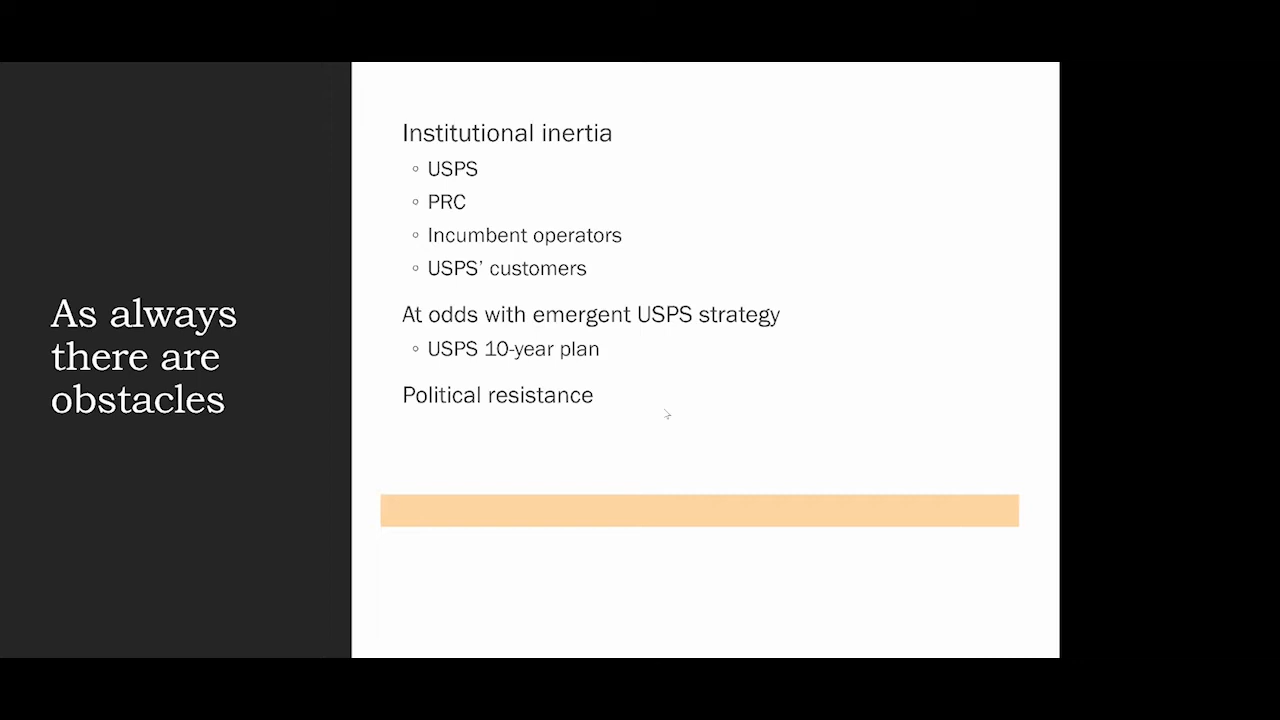 As always
there are
obstacles
Institutional inertia
◦ USPS
◦ PRC
◦ Incumbent operators
◦ USPS’ customers
At odds with emergent USPS strategy
◦ USPS 10-year plan
Political resistance